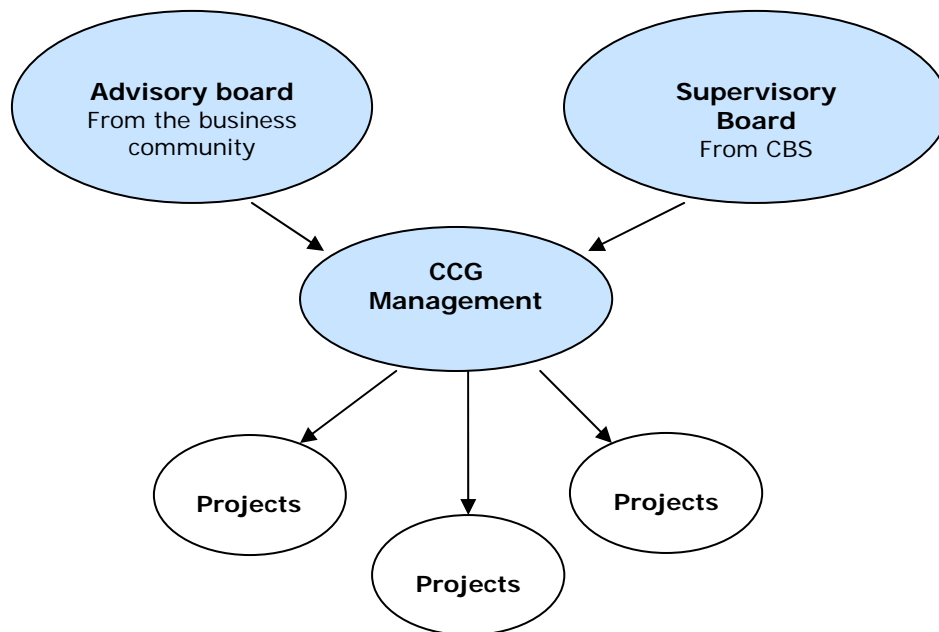 Advisory board
From the business
community
Supervisory
Board
From CBS
CCG
Management
Projects
Projects
Projects